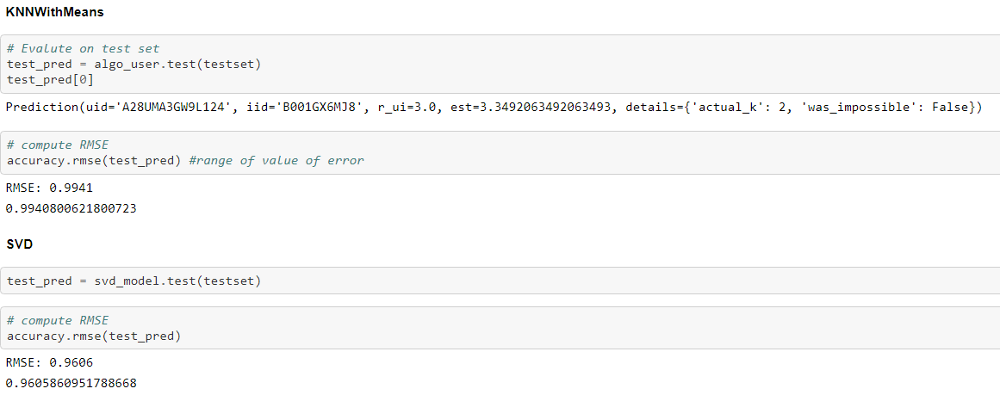 KNNWithMeans
# Evalute on test set
test_pred = algo_user.test(testset)
test_pred[0]
Prediction(uid='A28UMA3GW9L124', iid='B001GX6MJ8', r_ui=3.0, est=3.3492063492063493, details={'actual_k': 2, 'was_impossible': False})
# compute RMSE
accuracy.rmse(test_pred) #range of value of error
RMSE: 0.9941
0.9940800621800723
SVD
test_pred = svd_model.test(testset)
# compute RMSE
accuracy.rmse(test_pred)
RMSE: 0.9606
0.9605860951788668